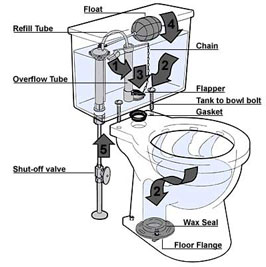 Float
Refill Tube
4
Chain
1
3
2
Overflow Tube
Flapper
Tank to bowl bolt
Gasket
5
Shut-off valve
2
Wax Seal
Floor Flange